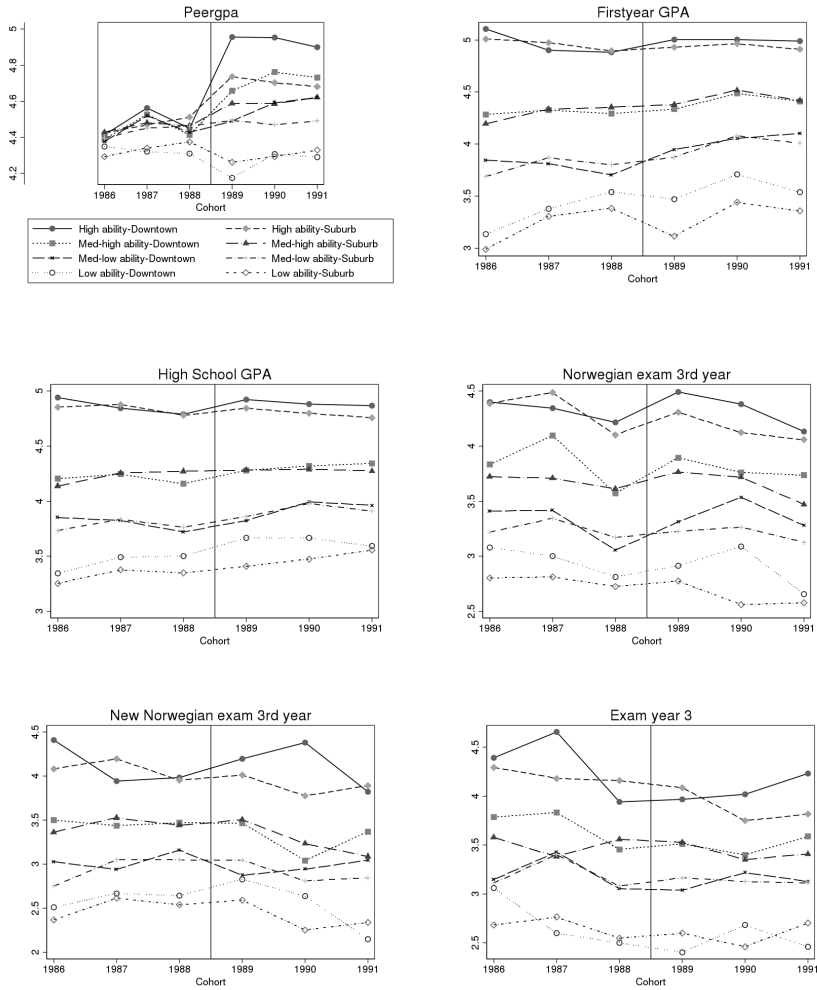 Peergpa
5
4.8
4.6
4.4
4.2
1986 1987 1988 1989 1990 1991
Cohort
High ability-Downtown High ability-Suburb
Med-high ability-Downtown Med-high ability-Suburb
Med-low ability-Downtown Med-low ability-Suburb
Low ability-Downtown Low ability-Suburb
Firstyear GPA
5
4.5
4
3.5
3
1986 1987 1988 1989 1990 1991
Cohort
High School GPA
5
4.5
4
3.5
3
1986 1987 1988 1989 1990 1991
Cohort
Norwegian exam 3rd year
4.5
4
3.5
3
2.5
1986 1987 1988 1989 1990 1991
Cohort
New Norwegian exam 3rd year
4.5
4
3.5
3
2.5
2
1986 1987 1988 1989 1990 1991
Cohort
Exam year 3
4.5
4
3.5
3
2.5
1986 1987 1988 1989 1990 1991
Cohort